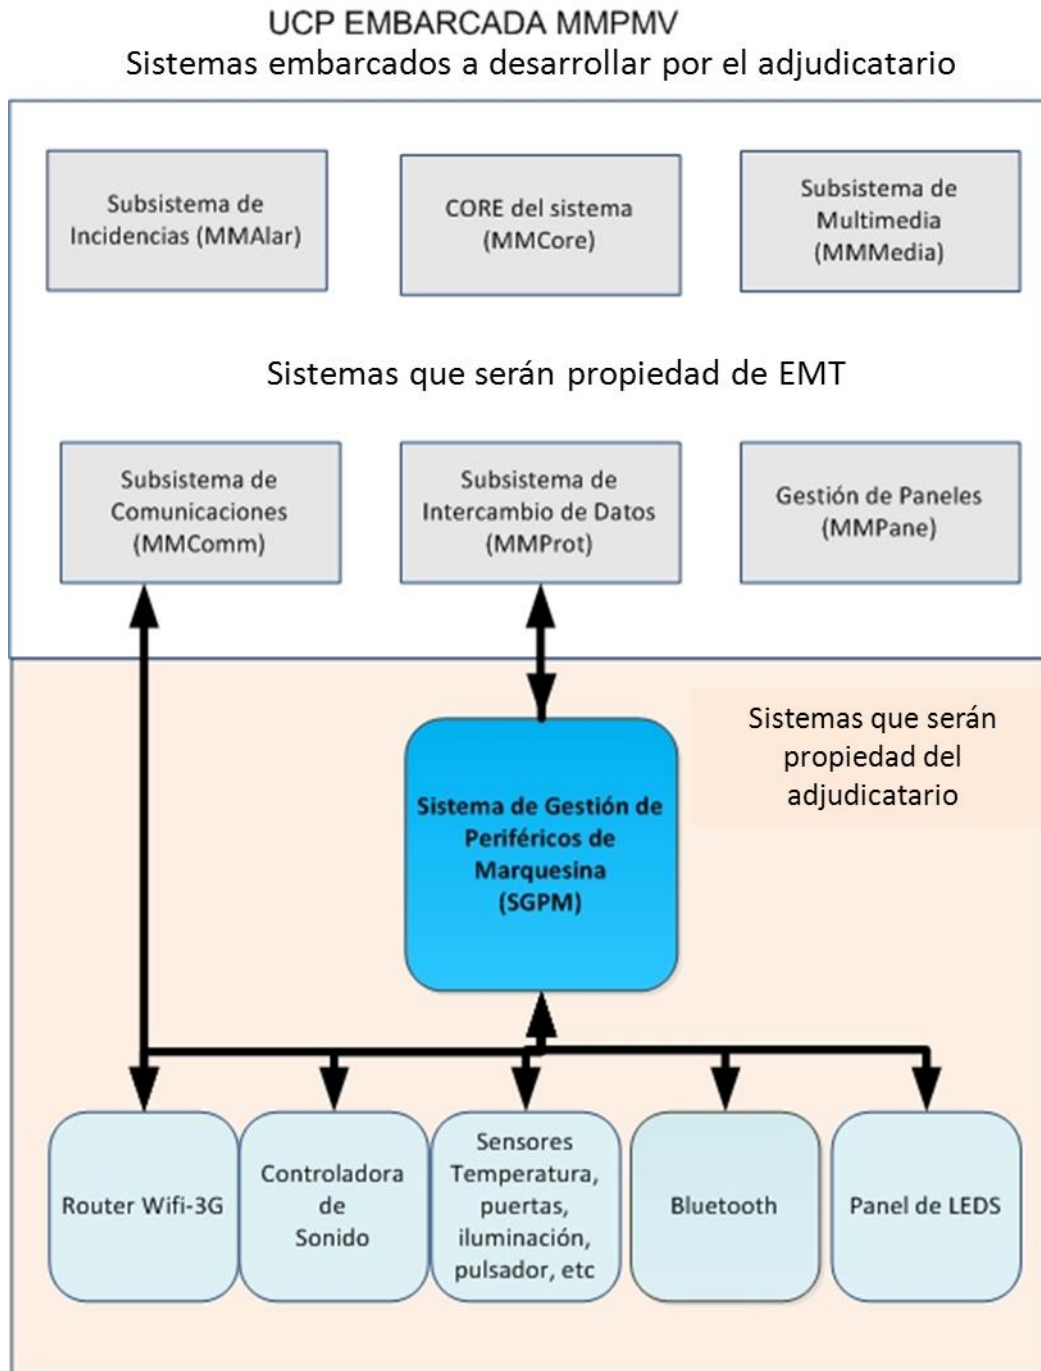 UCP EMBARCADA MMPMV
Sistemas embarcados a desarrollar por el adjudicatario
Subsistema de
Incidencias (MMAlar)
CORE del sistema
(MMCore)
Subsistema de
Multimedia
(MMMedia)
Sistemas que serán propiedad de EMT
Subsistema de
Comunicaciones
(MMComm)
Subsistema de
Intercambio de Datos
(MMProt)
Gestión de Paneles
(MMPane)
Sistemas que serán
propiedad del
adjudicatario
Sistema de Gestión de
Periféricos de
Marquesina
(SGPM)
Router Wifi-3G
Controladora
de
Sonido
Sensores
Temperatura,
puertas,
iluminación,
pulsador, etc
Bluetooth
Panel de LEDS